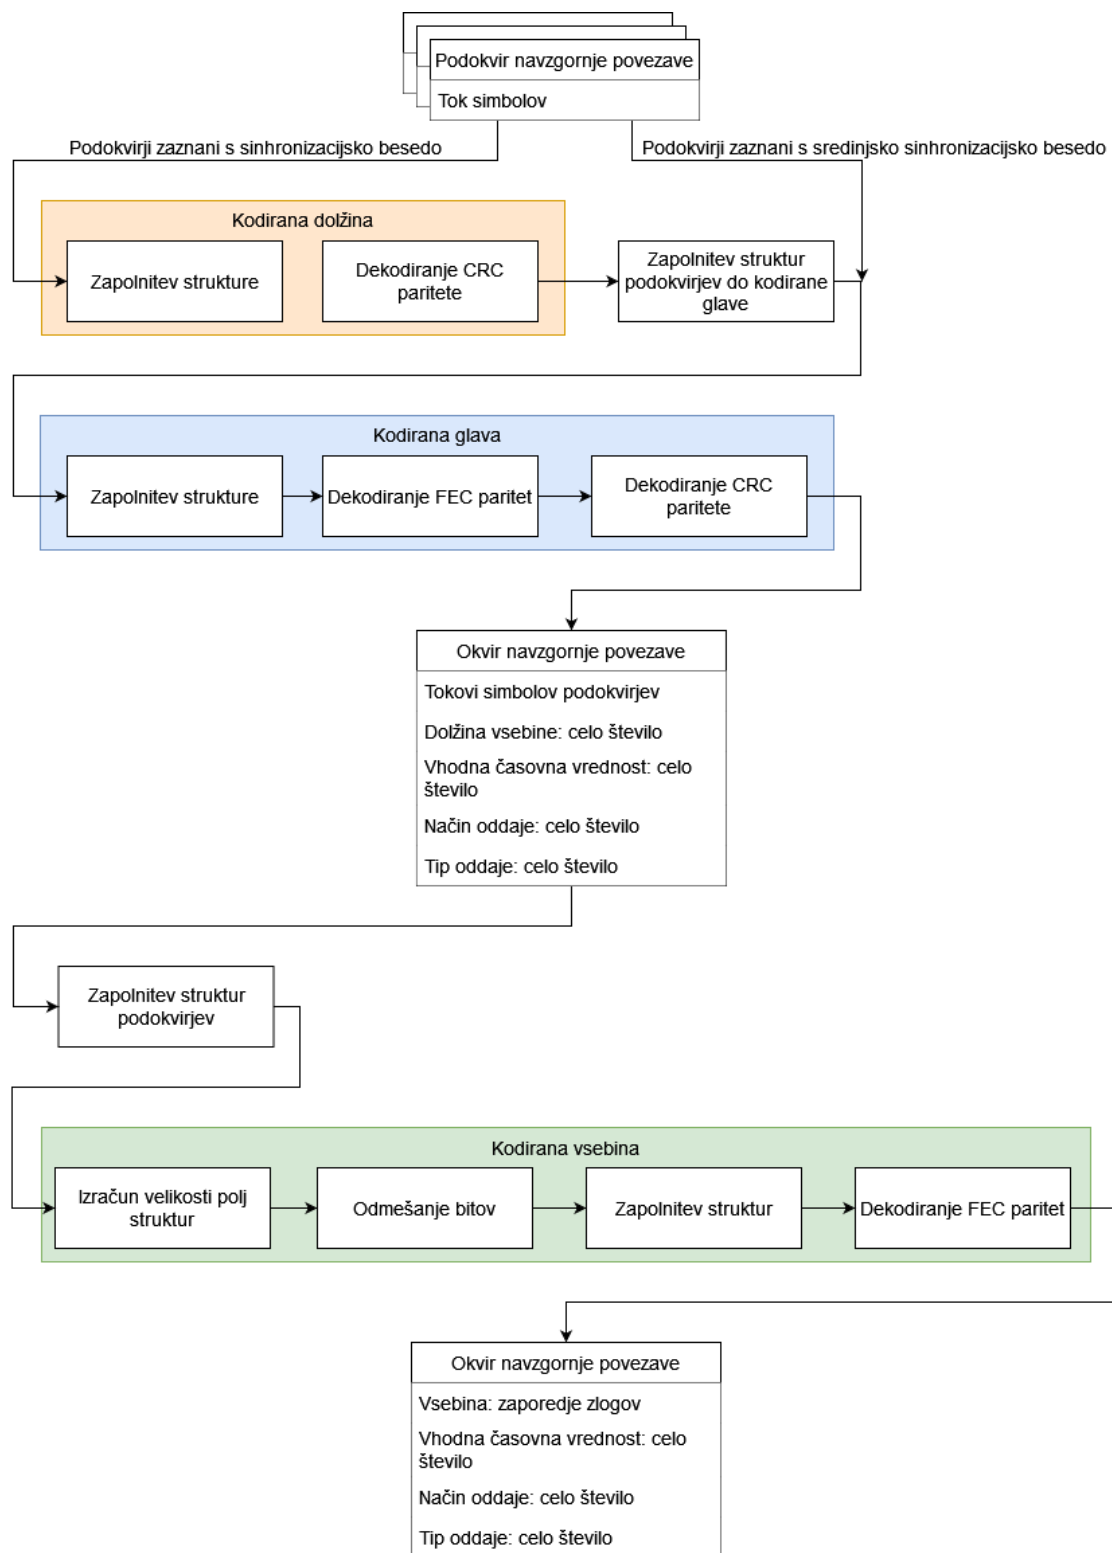 Podokvir navzgornje povezave
Tok simbolov
Podokvirji zaznani s sinhronizacijsko besedo
Podokvirji zaznani s sredinjsko sinhronizacijsko besedo
Kodirana dolžina
Zapolnitev strukture
Dekodiranje CRC
paritete
Zapolnitev struktur
podokvirjev do kodirane
glave
Kodirana glava
Zapolnitev strukture
Dekodiranje FEC paritet
Dekodiranje CRC
paritete
Okvir navzgornje povezave
Tokovi simbolov podokvirjev
Dolžina vsebine: celo število
Vhodna časovna vrednost: celo
število
Način oddaje: celo število
Tip oddaje: celo število
Zapolnitev struktur
podokvirjev
Kodirana vsebina
Izračun velikosti polj
struktur
Odmešanje bitov
Zapolnitev struktur
Dekodiranje FEC paritet
Okvir navzgornje povezave
Vsebina: zaporedje zlogov
Vhodna časovna vrednost: celo
število
Način oddaje: celo število
Tip oddaje: celo število